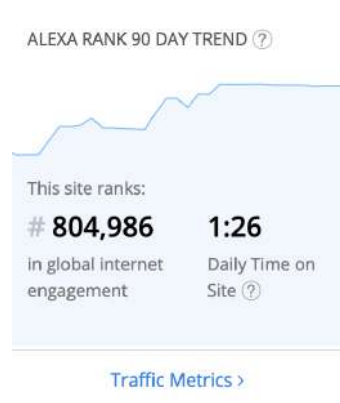 ALEXA RANK 90 DAY TREND ?
This site ranks:
# 804,986 1:26
in global internet Daily Time on
engagement Site ?
Traffic Metrics >